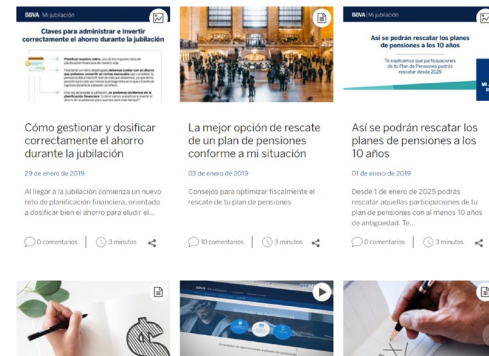 BBVA Mi jubilación
Claves para administrar e invertir
correctamente el ahorro durante la jubilación
Cómo gestionar y dosificar
correctamente el ahorro
durante la jubilación
29 de enero de 2019
Al llegar a la jubilación comienza un nuevo
reto de planificación financiera, orientado
a dosificar bien el ahorro para eludir el...
0 comentarios
3 minutos
La mejor opción de rescate
de un plan de pensiones
conforme a mi situación
03 de enero de 2019
Consejos para optimizar fiscalmente el
rescate de tu plan de pensiones
10 comentarios
3 minutos
BBVA Mi jubilación
Así se podrán rescatar los planes
de pensiones a los 10 años
Te explicamos qué participaciones
de tu Plan de Pensiones podrás
rescatar desde 2025
Así se podrán rescatar los
planes de pensiones a los
10 años
01 de enero de 2019
Desde 1 de enero de 2025 podrás
rescatar aquellas participaciones de tu
plan de pensiones con al menos 10 años
de antigüedad. Te...
0 comentarios
3 minutos